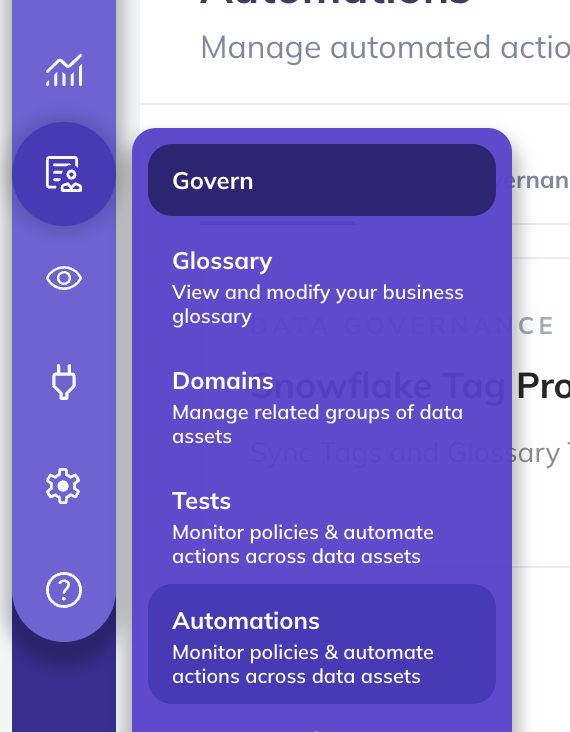 Automations
Manage automated actio
Govern
vernan
Glossary
View and modify your business
glossary
DATA GOVERNANCE
Domains
Snowflake Tag Pro
Manage related groups of data
assets
Sync Tags and Glossary T
Tests
Monitor policies & automate
actions across data assets
Automations
Monitor policies & automate
actions across data assets